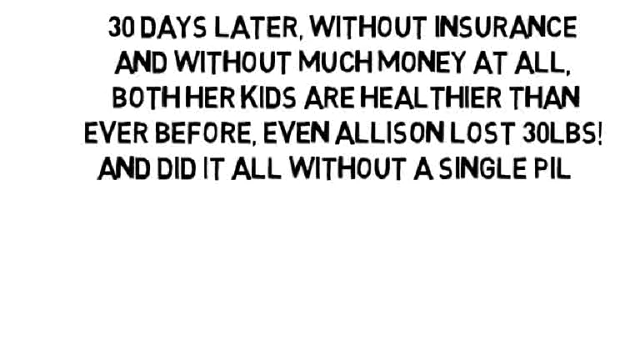 30 DAYS LATER, WITHOUT INSURANCE
AND WITHOUT MUCH MONEY AT ALL,
BOTH HER KIDS ARE HEALTHIER THAN
EVER BEFORE, EVEN ALLISON LOST 30LBS!
AND DID IT ALL WITHOUT A SINGLE PIL